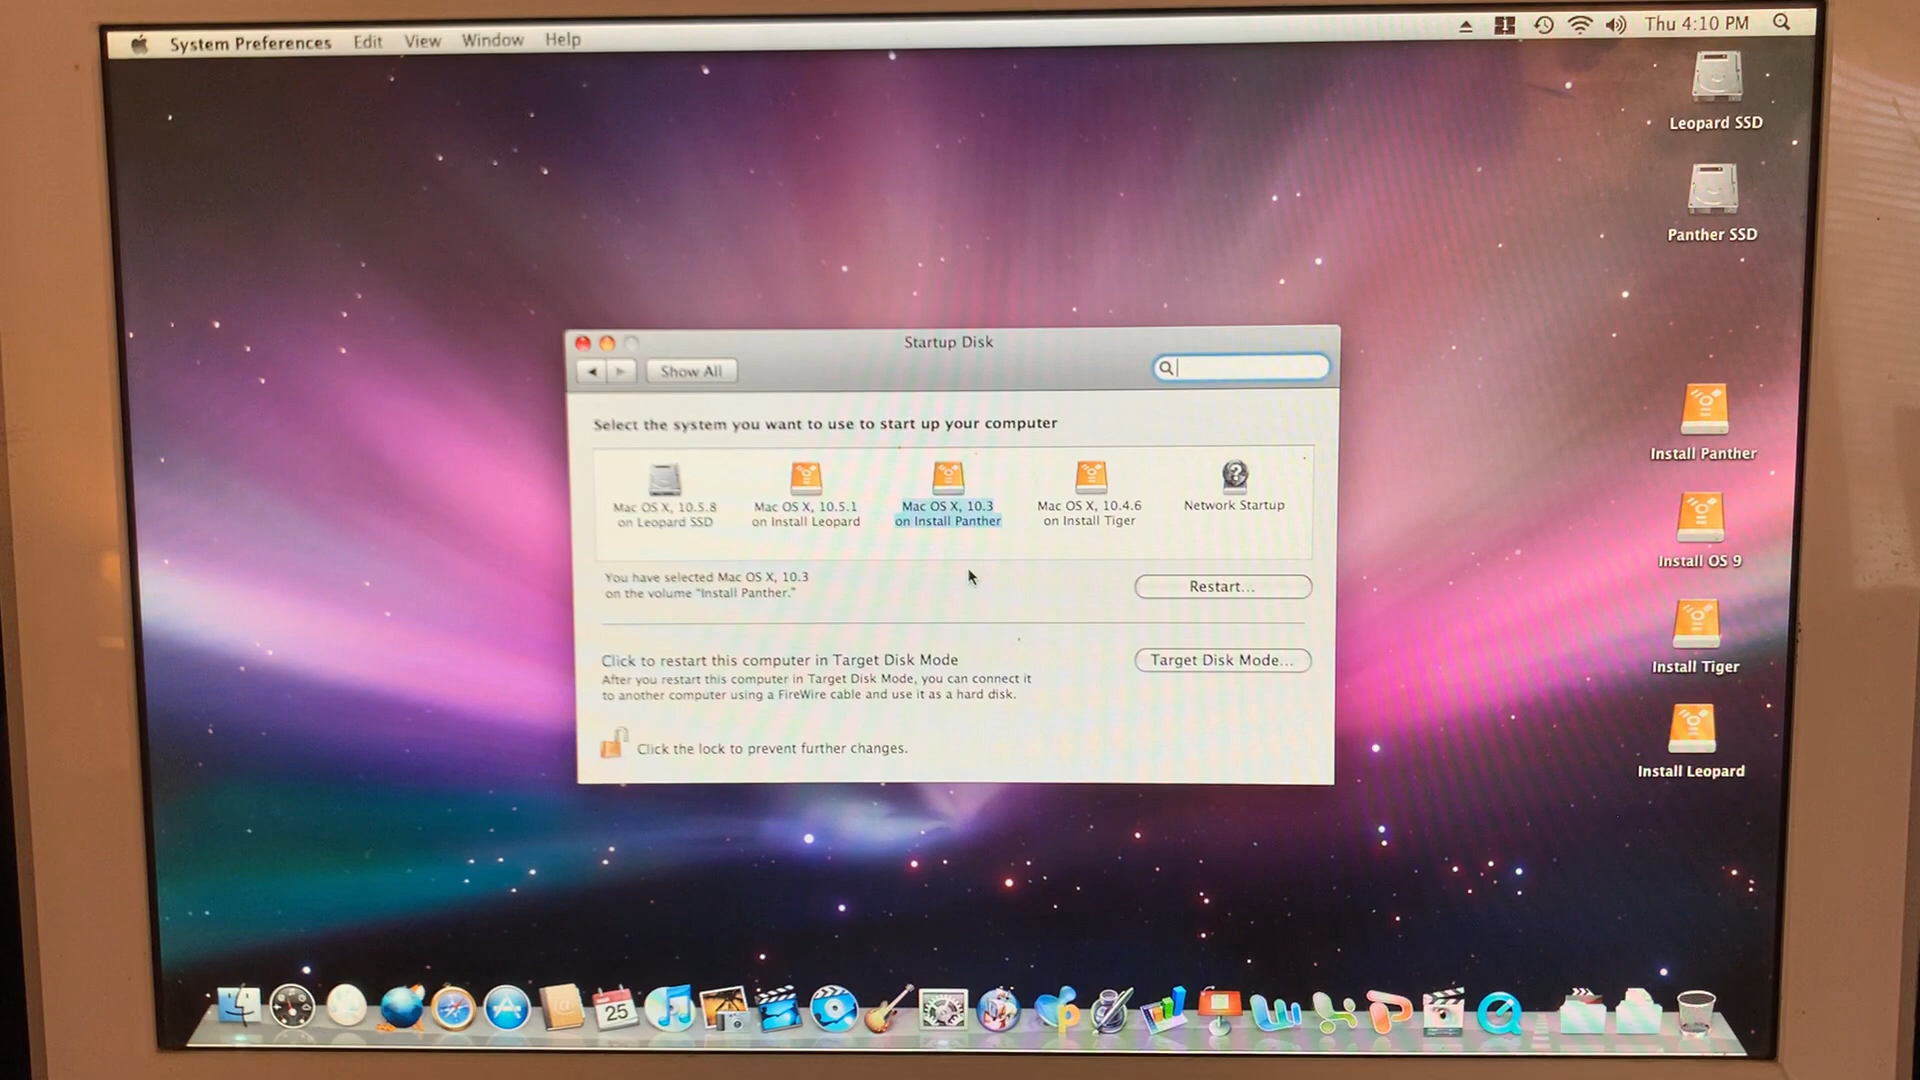 System Preferences Edit View Window Help
Thu 4:10 PM
Leopard SSD
Panther SSD
Install Panther
Install OS 9
Install Tiger
Install Leopard
Startup Disk
Show All
Select the system you want to use to start up your computer
Mac OS X, 10.5.8
on Leopard SSD
Mac OS X, 10.5.1
on Install Leopard
Mac OS X, 10.3
on Install Panther
Mac OS X, 10.4.6
on Install Tiger
Network Startup
You have selected Mac OS X, 10.3
on the volume "Install Panther."
Restart...
Click to restart this computer in Target Disk Mode
After you restart this computer in Target Disk Mode, you can connect it
to another computer using a FireWire cable and use it as a hard disk.
Target Disk Mode...
Click the lock to prevent further changes.
25